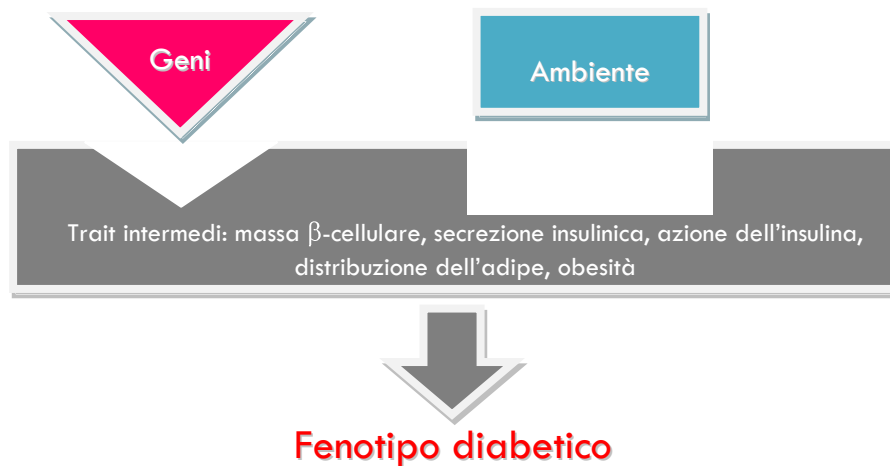 Geni
Ambiente
Trait intermedi: massa β-cellulare, secrezione insulinica, azione dell'insulina,
distribuzione dell'adipe, obesità
Fenotipo diabetico